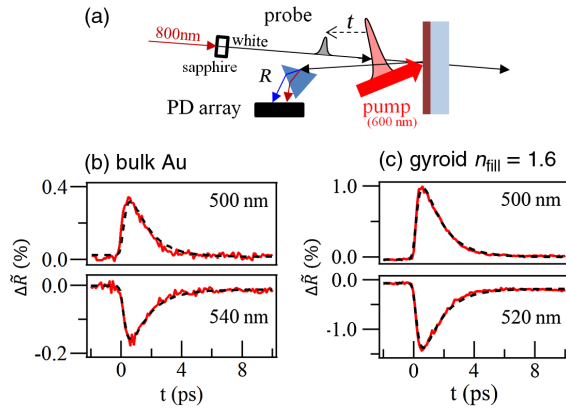 (a)
probe
t
800nm
white
sapphire
R
PD array
pump
(600 nm)
(b) bulk Au
(c) gyroid n_fill = 1.6
0.4
500 nm
0.0
0.0
540 nm
-0.2
ΔR̃ (%)
0 4 8
t (ps)
1.0
500 nm
0.0
0.0
520 nm
-1.0
ΔR̃ (%)
0 4 8
t (ps)